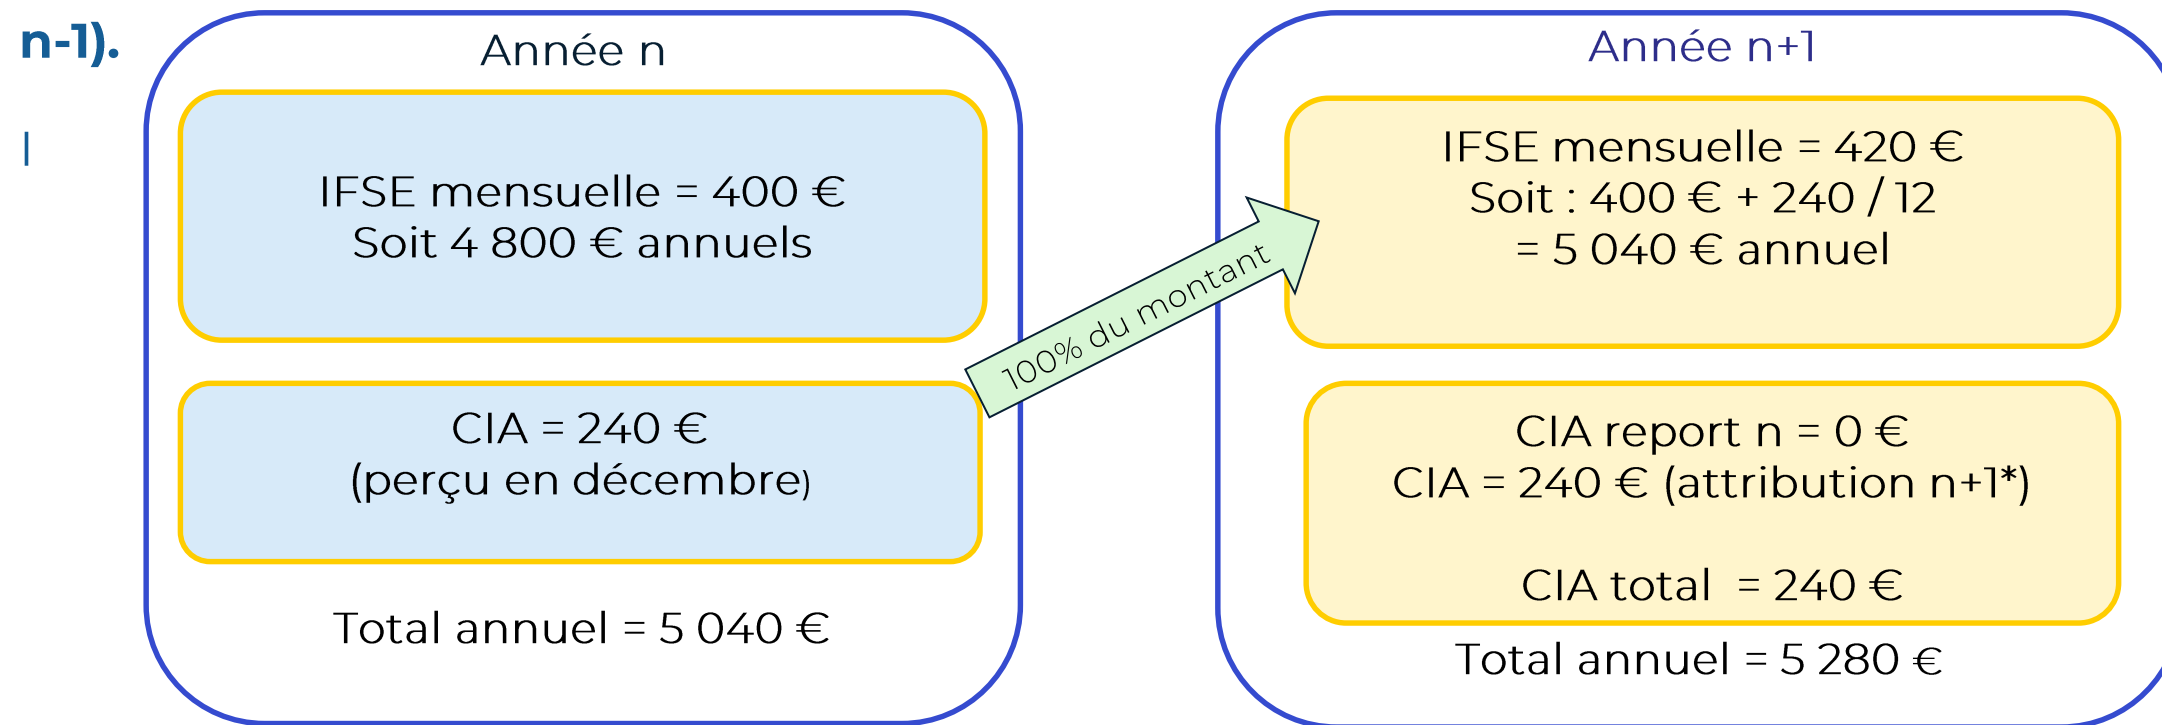 n-1).
|
Année n
IFSE mensuelle = 400 €
Soit 4 800 € annuels
CIA = 240 €
(perçu en décembre)
Total annuel = 5 040 €
100% du montant
Année n+1
IFSE mensuelle = 420 €
Soit : 400 € + 240 / 12
= 5 040 € annuel
CIA report n = 0 €
CIA = 240 € (attribution n+1*)
CIA total = 240 €
Total annuel = 5 280 €